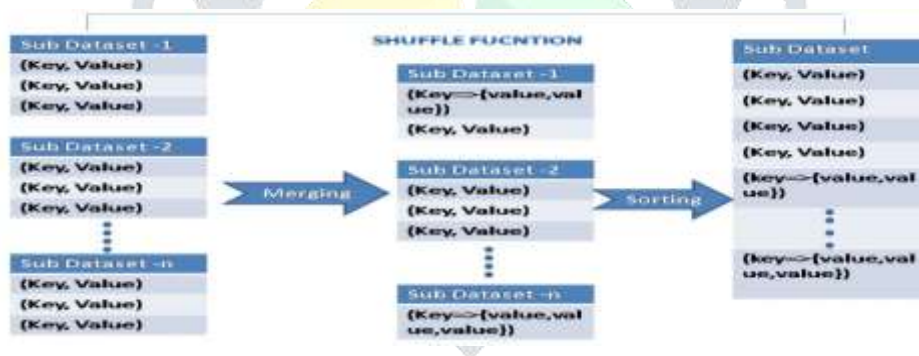 SHUFFLE FUCNTION
Sub Dataset -1
(Key, Value)
(Key, Value)
(Key, Value)
Sub Dataset -2
(Key, Value)
(Key, Value)
(Key, Value)
Sub Dataset -n
(Key, Value)
(Key, Value)
(Key, Value)
Merging
Sub Dataset -1
(Key=>{value,val
ue})
(Key, Value)
Sub Dataset -2
(Key, Value)
(Key, Value)
(Key, Value)
Sub Dataset -n
(Key=>{value,val
ue,value})
Sorting
Sub Dataset
(Key, Value)
(Key, Value)
(Key, Value)
(Key, Value)
(key=>{value,val
ue})
(key=>{value,val
ue,value})